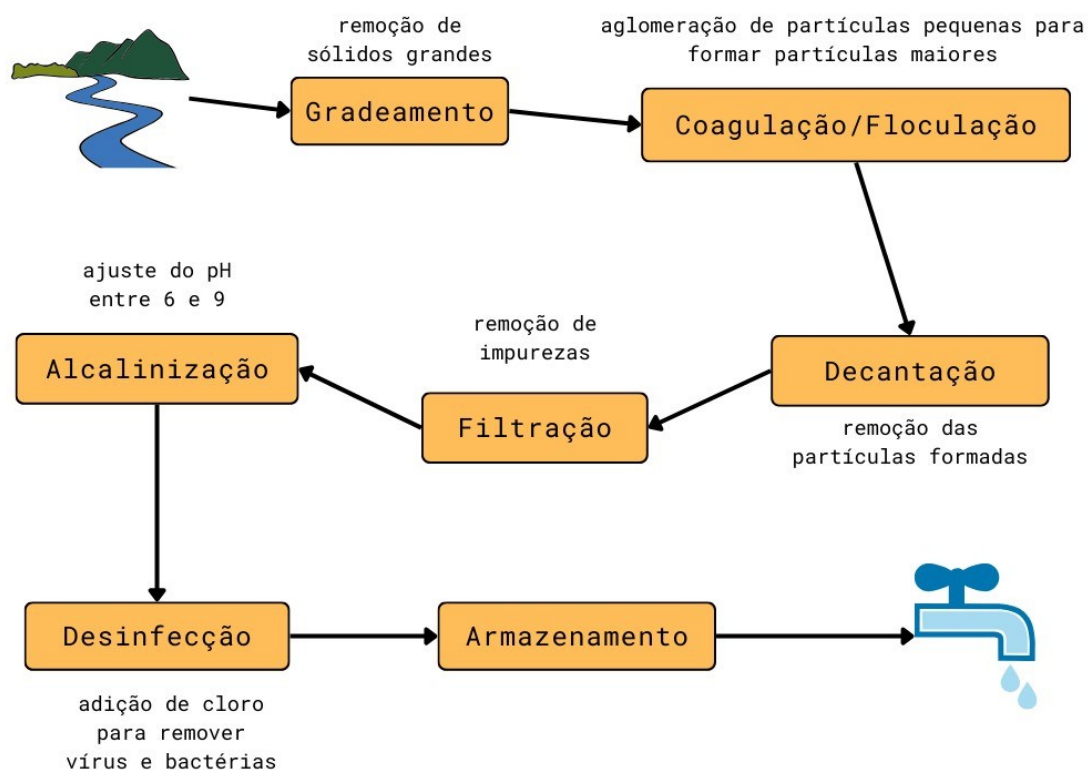 remoção de
sólidos grandes
Gradeamento
aglomeração de partículas pequenas para
formar partículas maiores
Coagulação/Floculação
Decantação
remoção das
partículas formadas
remoção de
impurezas
Filtração
ajuste do pH
entre 6 e 9
Alcalinização
Desinfecção
adição de cloro
para remover
vírus e bactérias
Armazenamento